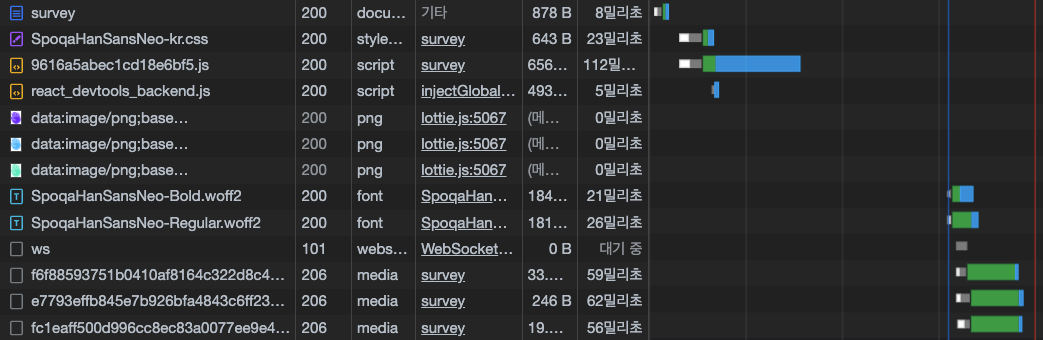 survey 200 docu... 기타 878 B 8밀리초
SpoqaHanSansNeo-kr.css 200 style... survey 643 B 23밀리초
9616a5abec1cd18e6bf5.js 200 script survey 656... 112밀...
react_devtools_backend.js 200 script injectGlobal... 493... 5밀리초
data:image/png;base... 200 png lottie.js:5067 (메... 0밀리초
data:image/png;base... 200 png lottie.js:5067 (메... 0밀리초
data:image/png;base... 200 png lottie.js:5067 (메... 0밀리초
SpoqaHanSansNeo-Bold.woff2 200 font SpoqaHan... 184... 21밀리초
SpoqaHanSansNeo-Regular.woff2 200 font SpoqaHan... 181... 26밀리초
ws 101 webs... WebSocket... 0 B 대기 중
f6f88593751b0410af8164c322d8c4... 206 media survey 33.... 59밀리초
e7793effb845e7b926bfa4843c6ff23... 206 media survey 246 B 62밀리초
fc1eaff500d996cc8ec83a0077ee9e4... 206 media survey 19.... 56밀리초